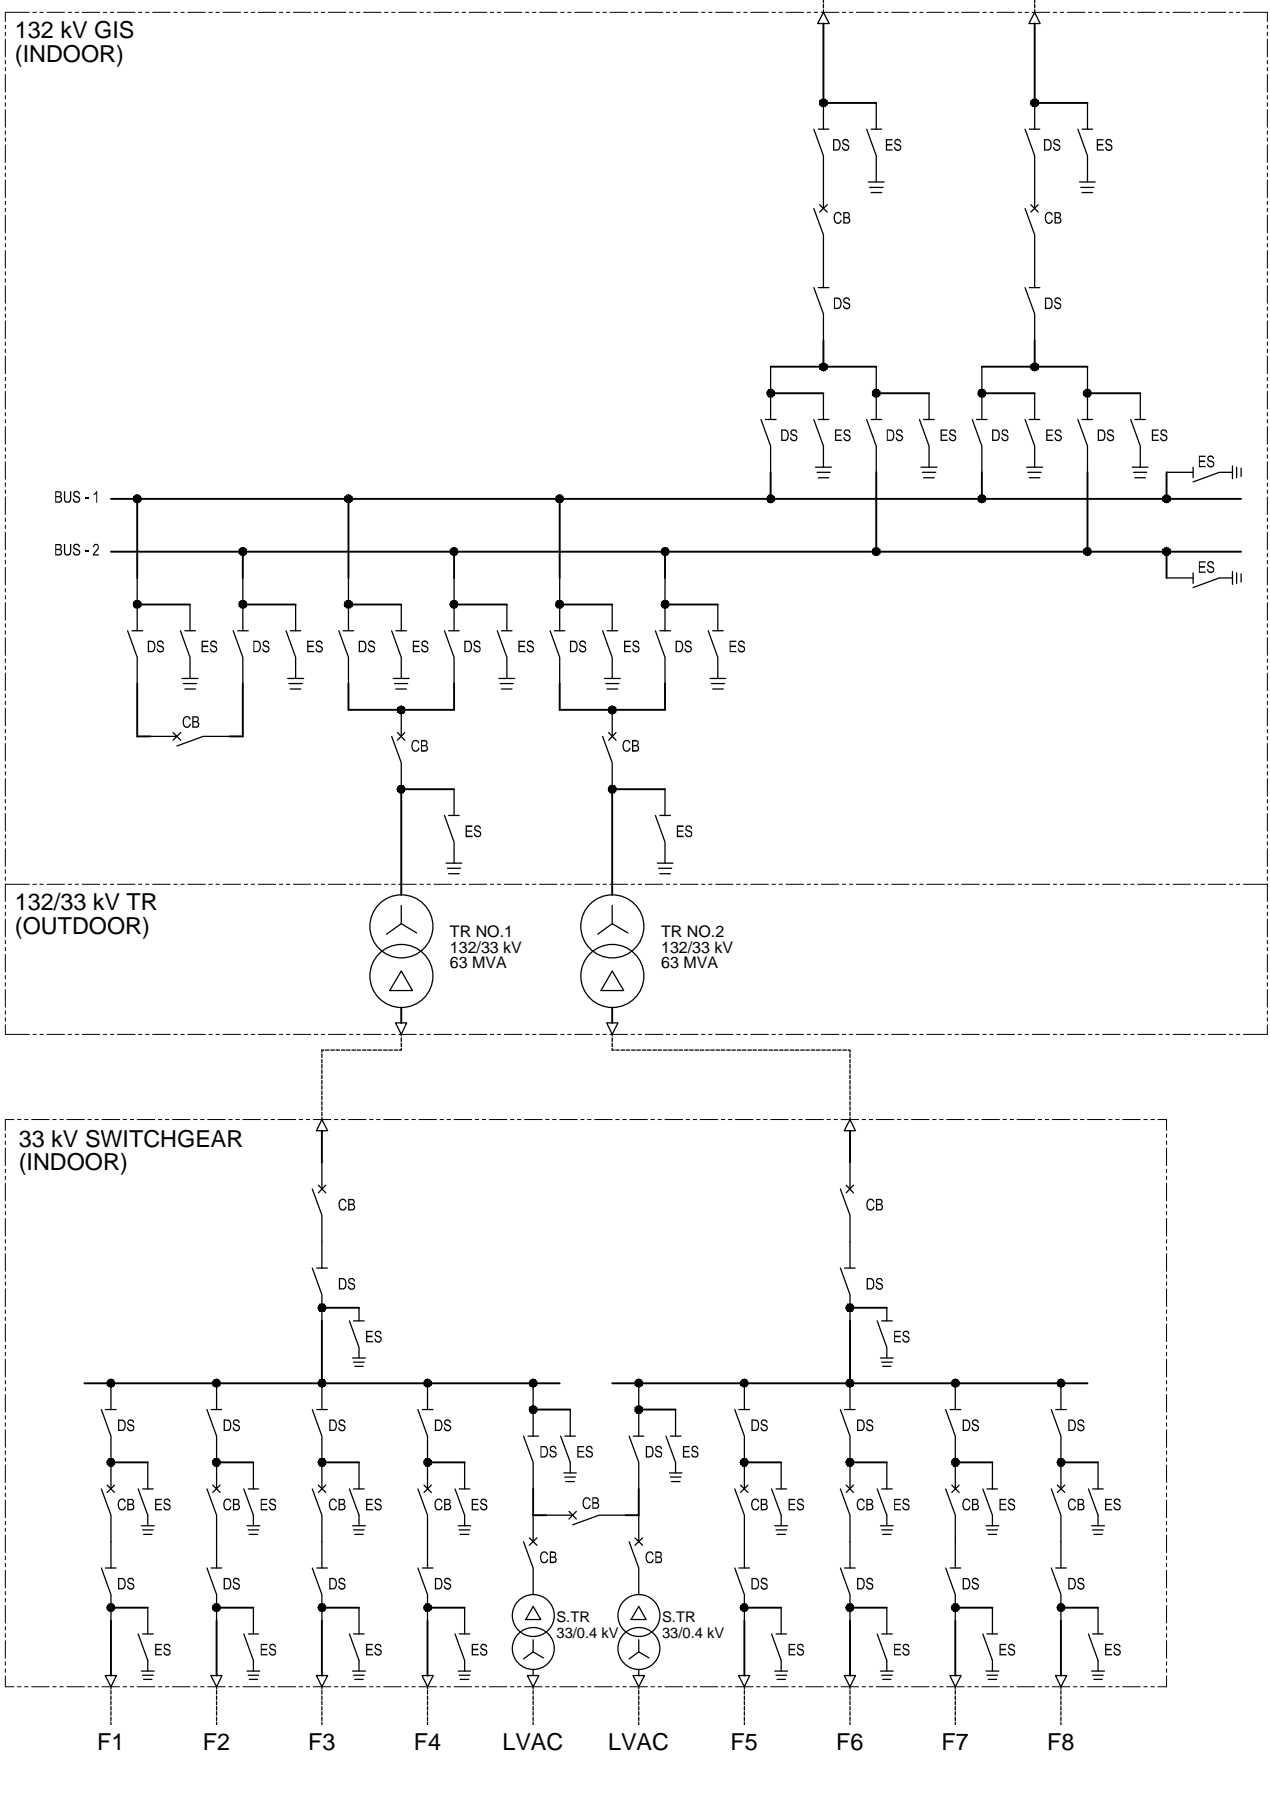 132 kV GIS
(INDOOR)
DS ES DS ES
CB CB
DS DS
DS ES DS ES DS ES DS ES
ES
BUS - 1
BUS - 2
ES
DS ES DS ES DS ES DS ES DS ES DS ES
CB
CB CB
ES ES
132/33 kV TR
(OUTDOOR)
TR NO.1
132/33 kV
63 MVA
TR NO.2
132/33 kV
63 MVA
33 kV SWITCHGEAR
(INDOOR)
CB CB
DS DS
ES ES
DS DS DS DS DS DS DS DS
DS ES DS ES
CB ES CB ES CB ES CB ES CB CB ES CB ES CB ES CB ES
CB CB
DS DS DS DS DS DS DS DS
S.TR
33/0.4 kV
S.TR
33/0.4 kV
ES ES ES ES ES ES ES ES
F1 F2 F3 F4 LVAC LVAC F5 F6 F7 F8